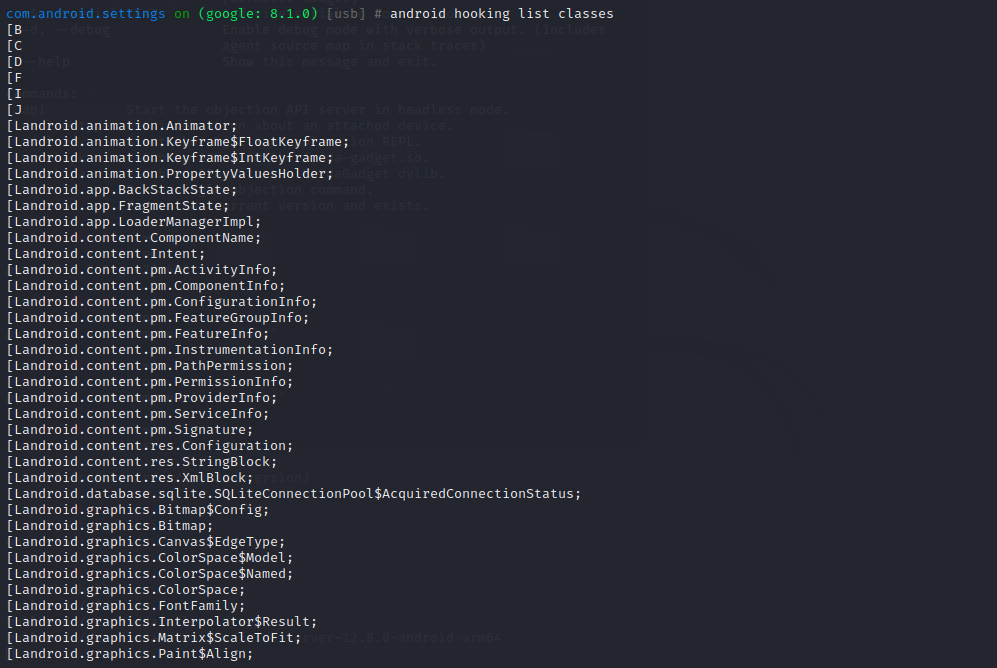 com.android.settings on (google: 8.1.0) [usb] # android hooking list classes
[B
[C
[D
[F
[I
[J
[Landroid.animation.Animator;
[Landroid.animation.Keyframe$FloatKeyframe;
[Landroid.animation.Keyframe$IntKeyframe;
[Landroid.animation.PropertyValuesHolder;
[Landroid.app.BackStackState;
[Landroid.app.FragmentState;
[Landroid.app.LoaderManagerImpl;
[Landroid.content.ComponentName;
[Landroid.content.Intent;
[Landroid.content.pm.ActivityInfo;
[Landroid.content.pm.ComponentInfo;
[Landroid.content.pm.ConfigurationInfo;
[Landroid.content.pm.FeatureGroupInfo;
[Landroid.content.pm.FeatureInfo;
[Landroid.content.pm.InstrumentationInfo;
[Landroid.content.pm.PathPermission;
[Landroid.content.pm.PermissionInfo;
[Landroid.content.pm.ProviderInfo;
[Landroid.content.pm.ServiceInfo;
[Landroid.content.pm.Signature;
[Landroid.content.res.Configuration;
[Landroid.content.res.StringBlock;
[Landroid.content.res.XmlBlock;
[Landroid.database.sqlite.SQLiteConnectionPool$AcquiredConnectionStatus;
[Landroid.graphics.Bitmap$Config;
[Landroid.graphics.Bitmap;
[Landroid.graphics.Canvas$EdgeType;
[Landroid.graphics.ColorSpace$Model;
[Landroid.graphics.ColorSpace$Named;
[Landroid.graphics.ColorSpace;
[Landroid.graphics.FontFamily;
[Landroid.graphics.Interpolator$Result;
[Landroid.graphics.Matrix$ScaleToFit;
[Landroid.graphics.Paint$Align;